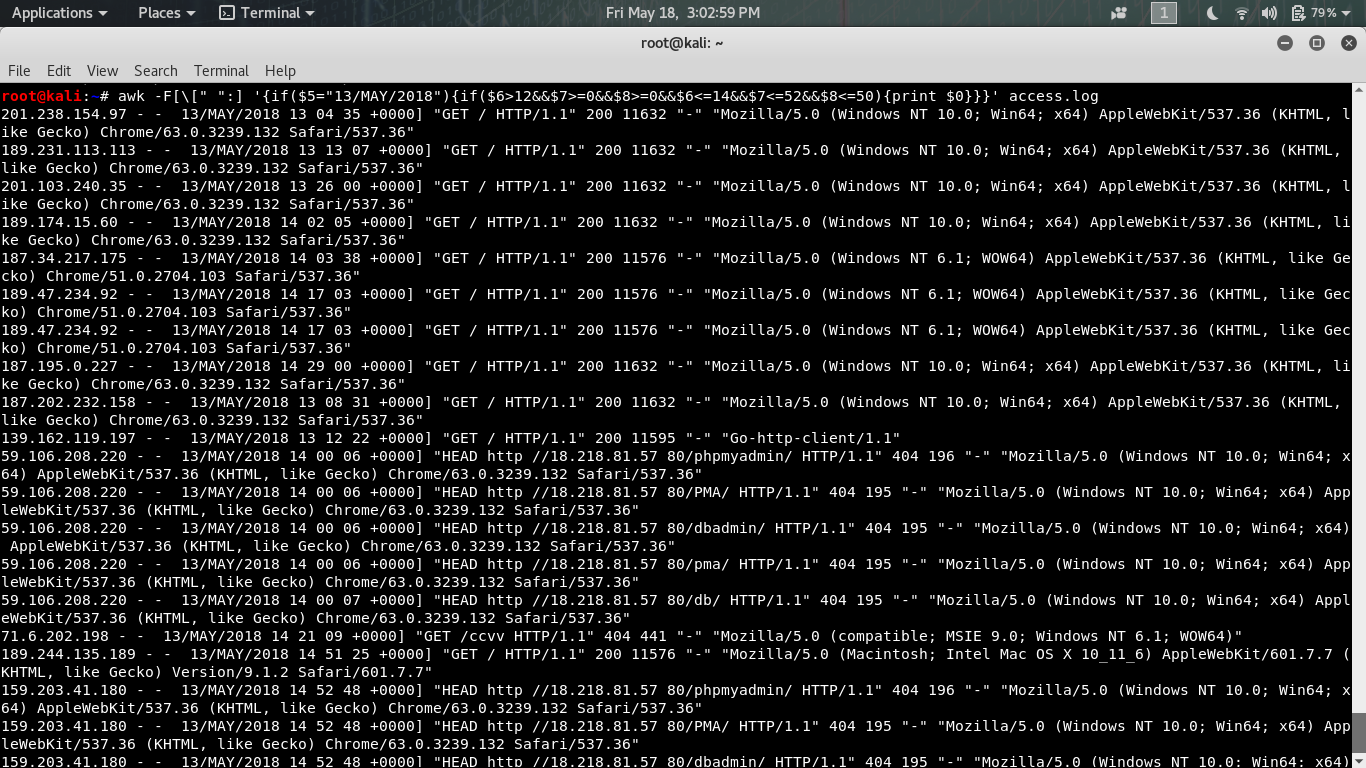 Applications Places Terminal Fri May 18, 3:02:59 PM 1 79%
root@kali: ~
File Edit View Search Terminal Help
root@kali:~# awk -F[\[" ":] '{if($5="13/MAY/2018"){if($6>12&&$7>=0&&$8>=0&&$6<=14&&$7<=52&&$8<=50){print $0}}}' access.log
201.238.154.97 - -  13/MAY/2018 13 04 35 +0000] "GET / HTTP/1.1" 200 11632 "-" "Mozilla/5.0 (Windows NT 10.0; Win64; x64) AppleWebKit/537.36 (KHTML, l
ike Gecko) Chrome/63.0.3239.132 Safari/537.36"
189.231.113.113 - -  13/MAY/2018 13 13 07 +0000] "GET / HTTP/1.1" 200 11632 "-" "Mozilla/5.0 (Windows NT 10.0; Win64; x64) AppleWebKit/537.36 (KHTML,
like Gecko) Chrome/63.0.3239.132 Safari/537.36"
201.103.240.35 - -  13/MAY/2018 13 26 00 +0000] "GET / HTTP/1.1" 200 11632 "-" "Mozilla/5.0 (Windows NT 10.0; Win64; x64) AppleWebKit/537.36 (KHTML, l
ike Gecko) Chrome/63.0.3239.132 Safari/537.36"
189.174.15.60 - -  13/MAY/2018 14 02 05 +0000] "GET / HTTP/1.1" 200 11632 "-" "Mozilla/5.0 (Windows NT 10.0; Win64; x64) AppleWebKit/537.36 (KHTML, li
ke Gecko) Chrome/63.0.3239.132 Safari/537.36"
187.34.217.175 - -  13/MAY/2018 14 03 38 +0000] "GET / HTTP/1.1" 200 11576 "-" "Mozilla/5.0 (Windows NT 6.1; WOW64) AppleWebKit/537.36 (KHTML, like Ge
cko) Chrome/51.0.2704.103 Safari/537.36"
189.47.234.92 - -  13/MAY/2018 14 17 03 +0000] "GET / HTTP/1.1" 200 11576 "-" "Mozilla/5.0 (Windows NT 6.1; WOW64) AppleWebKit/537.36 (KHTML, like Gec
ko) Chrome/51.0.2704.103 Safari/537.36"
189.47.234.92 - -  13/MAY/2018 14 17 03 +0000] "GET / HTTP/1.1" 200 11576 "-" "Mozilla/5.0 (Windows NT 6.1; WOW64) AppleWebKit/537.36 (KHTML, like Gec
ko) Chrome/51.0.2704.103 Safari/537.36"
187.195.0.227 - -  13/MAY/2018 14 29 00 +0000] "GET / HTTP/1.1" 200 11632 "-" "Mozilla/5.0 (Windows NT 10.0; Win64; x64) AppleWebKit/537.36 (KHTML, li
ke Gecko) Chrome/63.0.3239.132 Safari/537.36"
187.202.232.158 - -  13/MAY/2018 13 08 31 +0000] "GET / HTTP/1.1" 200 11632 "-" "Mozilla/5.0 (Windows NT 10.0; Win64; x64) AppleWebKit/537.36 (KHTML,
like Gecko) Chrome/63.0.3239.132 Safari/537.36"
139.162.119.197 - -  13/MAY/2018 13 12 22 +0000] "GET / HTTP/1.1" 200 11595 "-" "Go-http-client/1.1"
59.106.208.220 - -  13/MAY/2018 14 00 06 +0000] "HEAD http //18.218.81.57 80/phpmyadmin/ HTTP/1.1" 404 196 "-" "Mozilla/5.0 (Windows NT 10.0; Win64; x
64) AppleWebKit/537.36 (KHTML, like Gecko) Chrome/63.0.3239.132 Safari/537.36"
59.106.208.220 - -  13/MAY/2018 14 00 06 +0000] "HEAD http //18.218.81.57 80/PMA/ HTTP/1.1" 404 195 "-" "Mozilla/5.0 (Windows NT 10.0; Win64; x64) App
leWebKit/537.36 (KHTML, like Gecko) Chrome/63.0.3239.132 Safari/537.36"
59.106.208.220 - -  13/MAY/2018 14 00 06 +0000] "HEAD http //18.218.81.57 80/dbadmin/ HTTP/1.1" 404 195 "-" "Mozilla/5.0 (Windows NT 10.0; Win64; x64)
 AppleWebKit/537.36 (KHTML, like Gecko) Chrome/63.0.3239.132 Safari/537.36"
59.106.208.220 - -  13/MAY/2018 14 00 06 +0000] "HEAD http //18.218.81.57 80/pma/ HTTP/1.1" 404 195 "-" "Mozilla/5.0 (Windows NT 10.0; Win64; x64) App
leWebKit/537.36 (KHTML, like Gecko) Chrome/63.0.3239.132 Safari/537.36"
59.106.208.220 - -  13/MAY/2018 14 00 07 +0000] "HEAD http //18.218.81.57 80/db/ HTTP/1.1" 404 195 "-" "Mozilla/5.0 (Windows NT 10.0; Win64; x64) Appl
eWebKit/537.36 (KHTML, like Gecko) Chrome/63.0.3239.132 Safari/537.36"
71.6.202.198 - -  13/MAY/2018 14 21 09 +0000] "GET /ccvv HTTP/1.1" 404 441 "-" "Mozilla/5.0 (compatible; MSIE 9.0; Windows NT 6.1; WOW64)"
189.244.135.189 - -  13/MAY/2018 14 51 25 +0000] "GET / HTTP/1.1" 200 11576 "-" "Mozilla/5.0 (Macintosh; Intel Mac OS X 10_11_6) AppleWebKit/601.7.7 (
KHTML, like Gecko) Version/9.1.2 Safari/601.7.7"
159.203.41.180 - -  13/MAY/2018 14 52 48 +0000] "HEAD http //18.218.81.57 80/phpmyadmin/ HTTP/1.1" 404 196 "-" "Mozilla/5.0 (Windows NT 10.0; Win64; x
64) AppleWebKit/537.36 (KHTML, like Gecko) Chrome/63.0.3239.132 Safari/537.36"
159.203.41.180 - -  13/MAY/2018 14 52 48 +0000] "HEAD http //18.218.81.57 80/PMA/ HTTP/1.1" 404 195 "-" "Mozilla/5.0 (Windows NT 10.0; Win64; x64) App
leWebKit/537.36 (KHTML, like Gecko) Chrome/63.0.3239.132 Safari/537.36"
159.203.41.180 - -  13/MAY/2018 14 52 48 +0000] "HEAD http //18.218.81.57 80/dbadmin/ HTTP/1.1" 404 195 "-" "Mozilla/5.0 (Windows NT 10.0; Win64; x64)